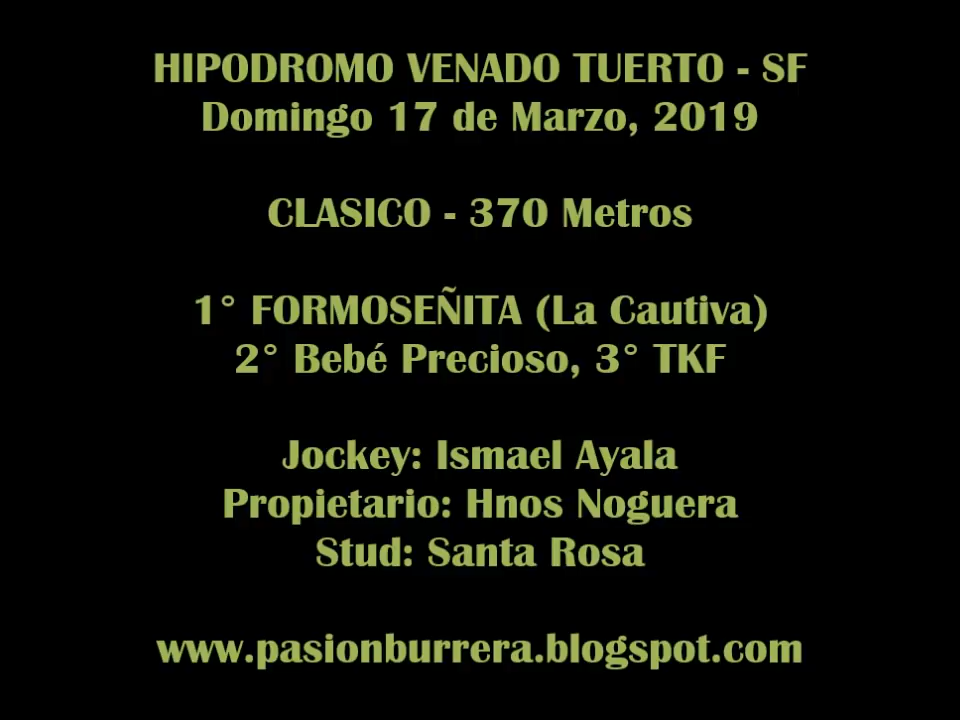 HIPODROMO VENADO TUERTO - SF
Domingo 17 de Marzo, 2019
CLASICO - 370 Metros
1° FORMOSEÑITA (La Cautiva)
2° Bebé Precioso, 3° TKF
Jockey: Ismael Ayala
Propietario: Hnos Noguera
Stud: Santa Rosa
www.pasionburrera.blogspot.com